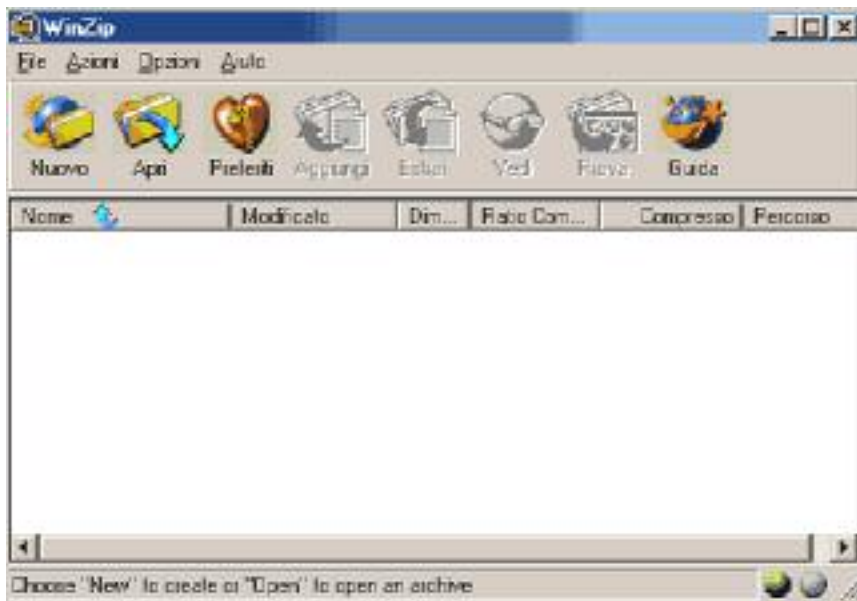 WinZip
File Azioni Opzioni Aiuto
Nuovo Apri Preferiti Aggiungi Estrai Vedi Prova Guida
Nome Modificato Dim... Ratio Com... Compresso Percorso
Choose "New" to create or "Open" to open an archive